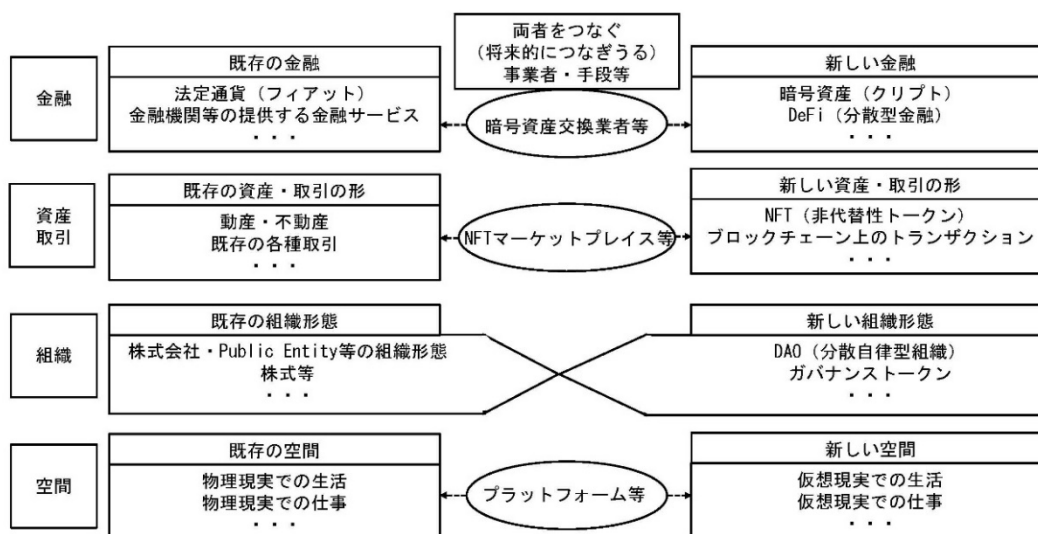 両者をつなぐ
(将来的につなぎうる)
事業者・手段等
金融
既存の金融
法定通貨(フィアット)
金融機関等の提供する金融サービス
・・・
暗号資産交換業者等
新しい金融
暗号資産(クリプト)
DeFi(分散型金融)
・・・
資産
取引
既存の資産・取引の形
動産・不動産
既存の各種取引
・・・
NFTマーケットプレイス等
新しい資産・取引の形
NFT(非代替性トークン)
ブロックチェーン上のトランザクション
・・・
組織
既存の組織形態
株式会社・Public Entity等の組織形態
株式等
・・・
新しい組織形態
DAO(分散自律型組織)
ガバナンストークン
・・・
空間
既存の空間
物理現実での生活
物理現実での仕事
・・・
プラットフォーム等
新しい空間
仮想現実での生活
仮想現実での仕事
・・・